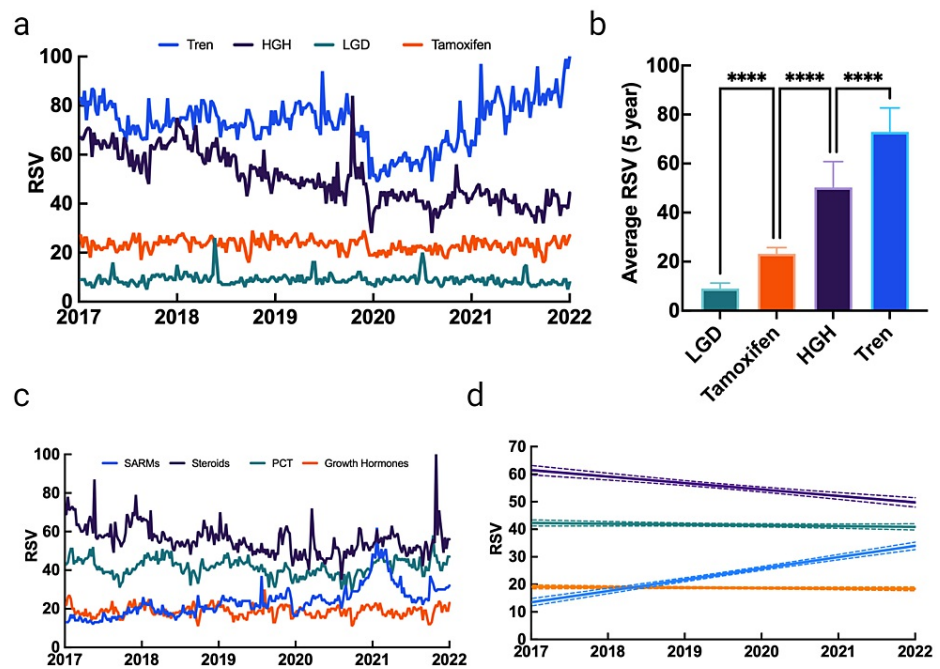 a
Tren HGH LGD Tamoxifen
RSV
100
80
60
40
20
0
2017 2018 2019 2020 2021 2022
b
Average RSV (5 year)
100
80
60
40
20
0
**** **** ****
LGD Tamoxifen HGH Tren
c
SARMs Steroids PCT Growth Hormones
RSV
100
80
60
40
20
0
2017 2018 2019 2020 2021 2022
d
RSV
70
60
50
40
30
20
10
0
2017 2018 2019 2020 2021 2022